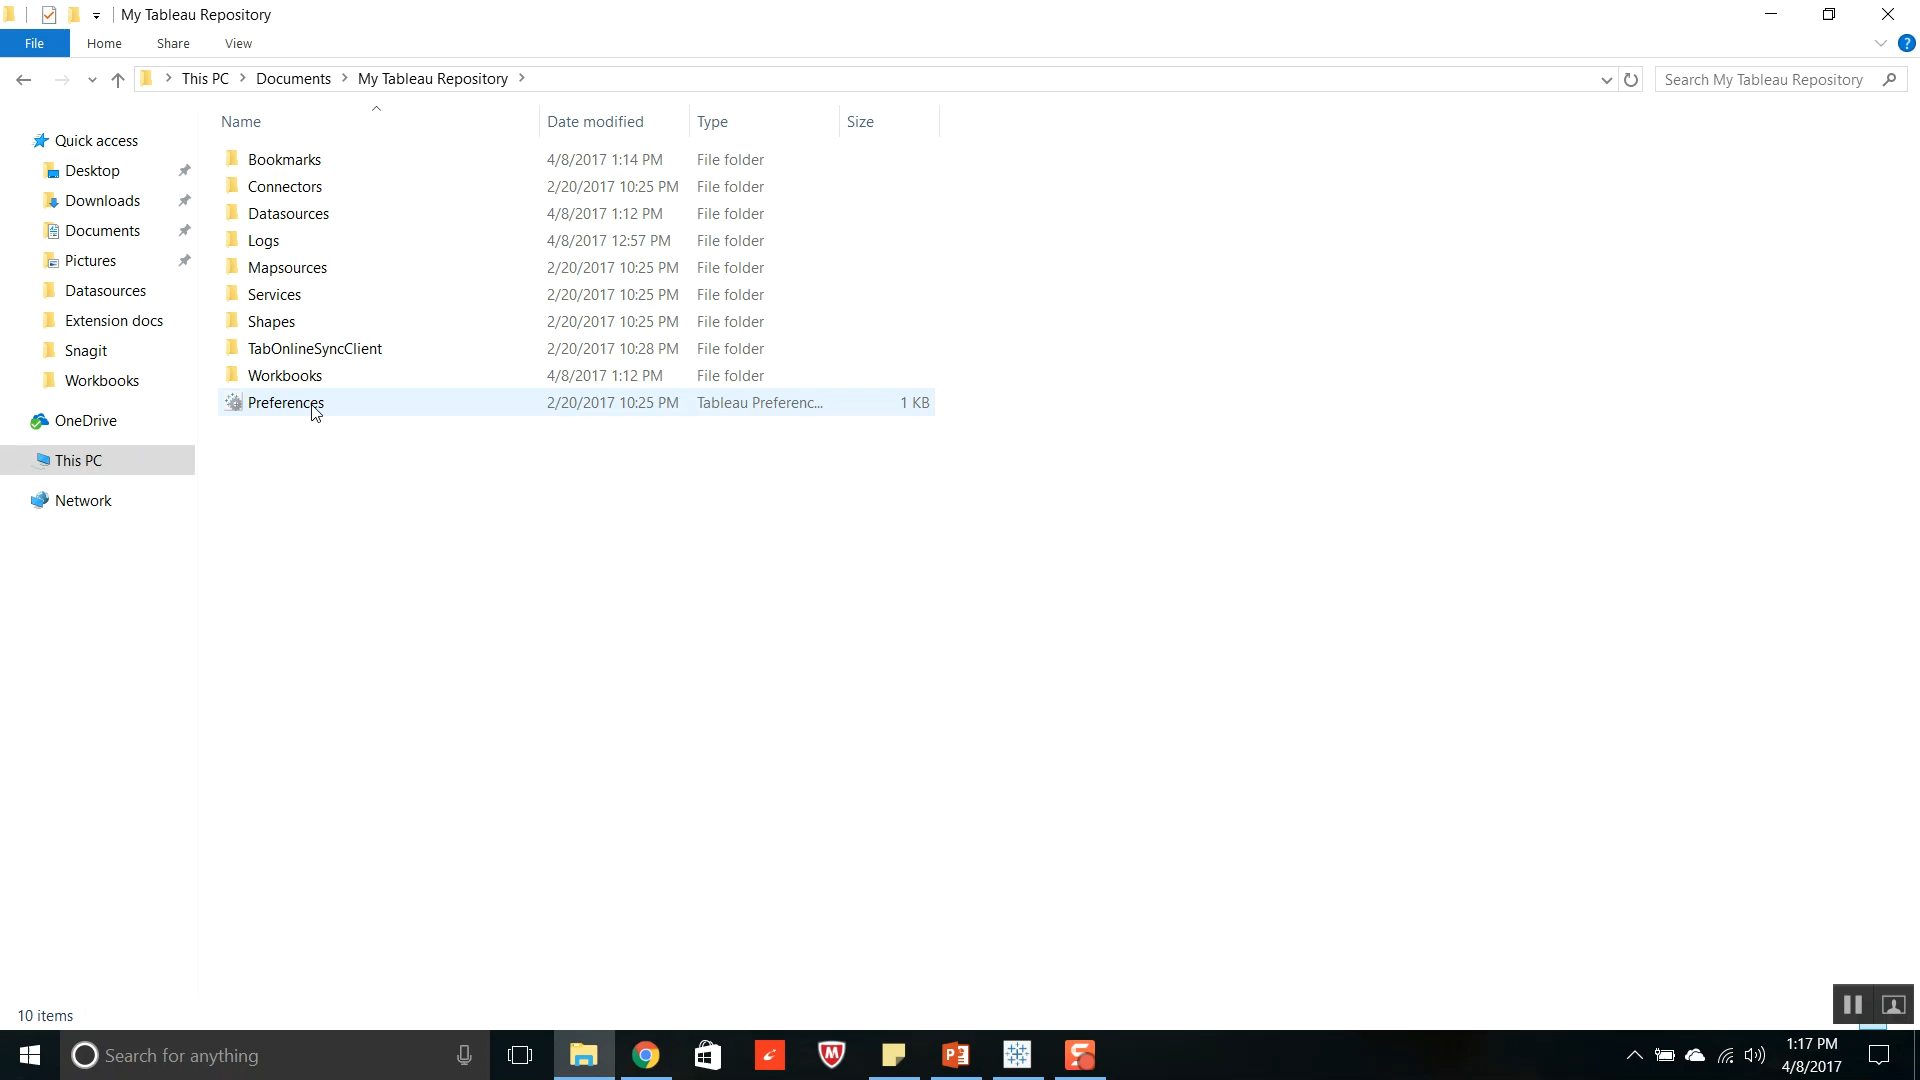 My Tableau Repository
File Home Share View
This PC Documents My Tableau Repository Search My Tableau Repository
Name Date modified Type Size
Quick access
Desktop
Downloads
Documents
Pictures
Datasources
Extension docs
Snagit
Workbooks
OneDrive
This PC
Network
Bookmarks 4/8/2017 1:14 PM File folder
Connectors 2/20/2017 10:25 PM File folder
Datasources 4/8/2017 1:12 PM File folder
Logs 4/8/2017 12:57 PM File folder
Mapsources 2/20/2017 10:25 PM File folder
Services 2/20/2017 10:25 PM File folder
Shapes 2/20/2017 10:25 PM File folder
TabOnlineSyncClient 2/20/2017 10:28 PM File folder
Workbooks 4/8/2017 1:12 PM File folder
Preferences 2/20/2017 10:25 PM Tableau Preferenc... 1 KB
10 items
Search for anything
1:17 PM
4/8/2017